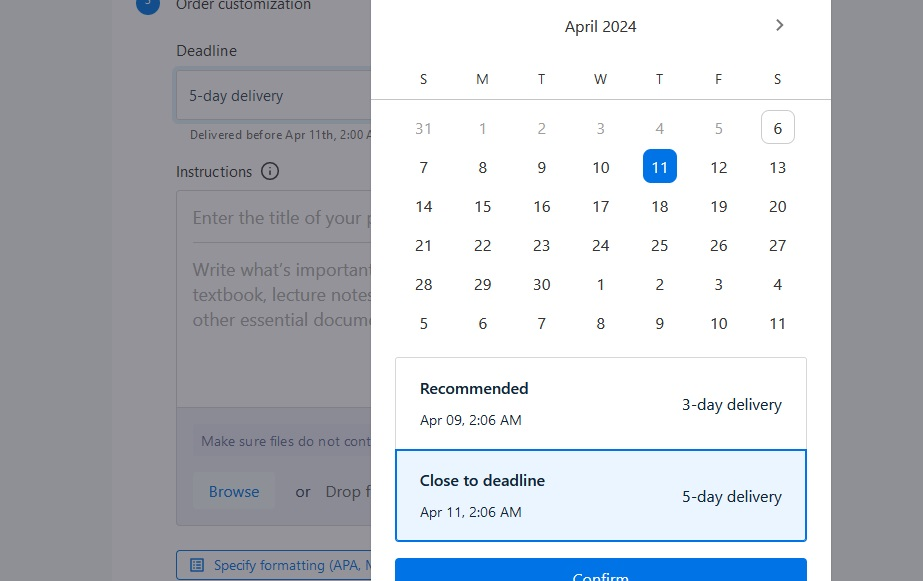 Order customization
Deadline
5-day delivery
Delivered before Apr 11th, 2:00
Instructions
Enter the title of your
Write what's important
textbook, lecture notes
other essential
Make sure files do not
Browse or Drop
Specify formatting (APA,
April 2024
S M T W T F S
31 1 2 3 4 5 6
7 8 9 10 11 12 13
14 15 16 17 18 19 20
21 22 23 24 25 26 27
28 29 30 1 2 3 4
5 6 7 8 9 10 11
Recommended
Apr 09, 2:06 AM
3-day delivery
Close to deadline
Apr 11, 2:06 AM
5-day delivery
Confirm